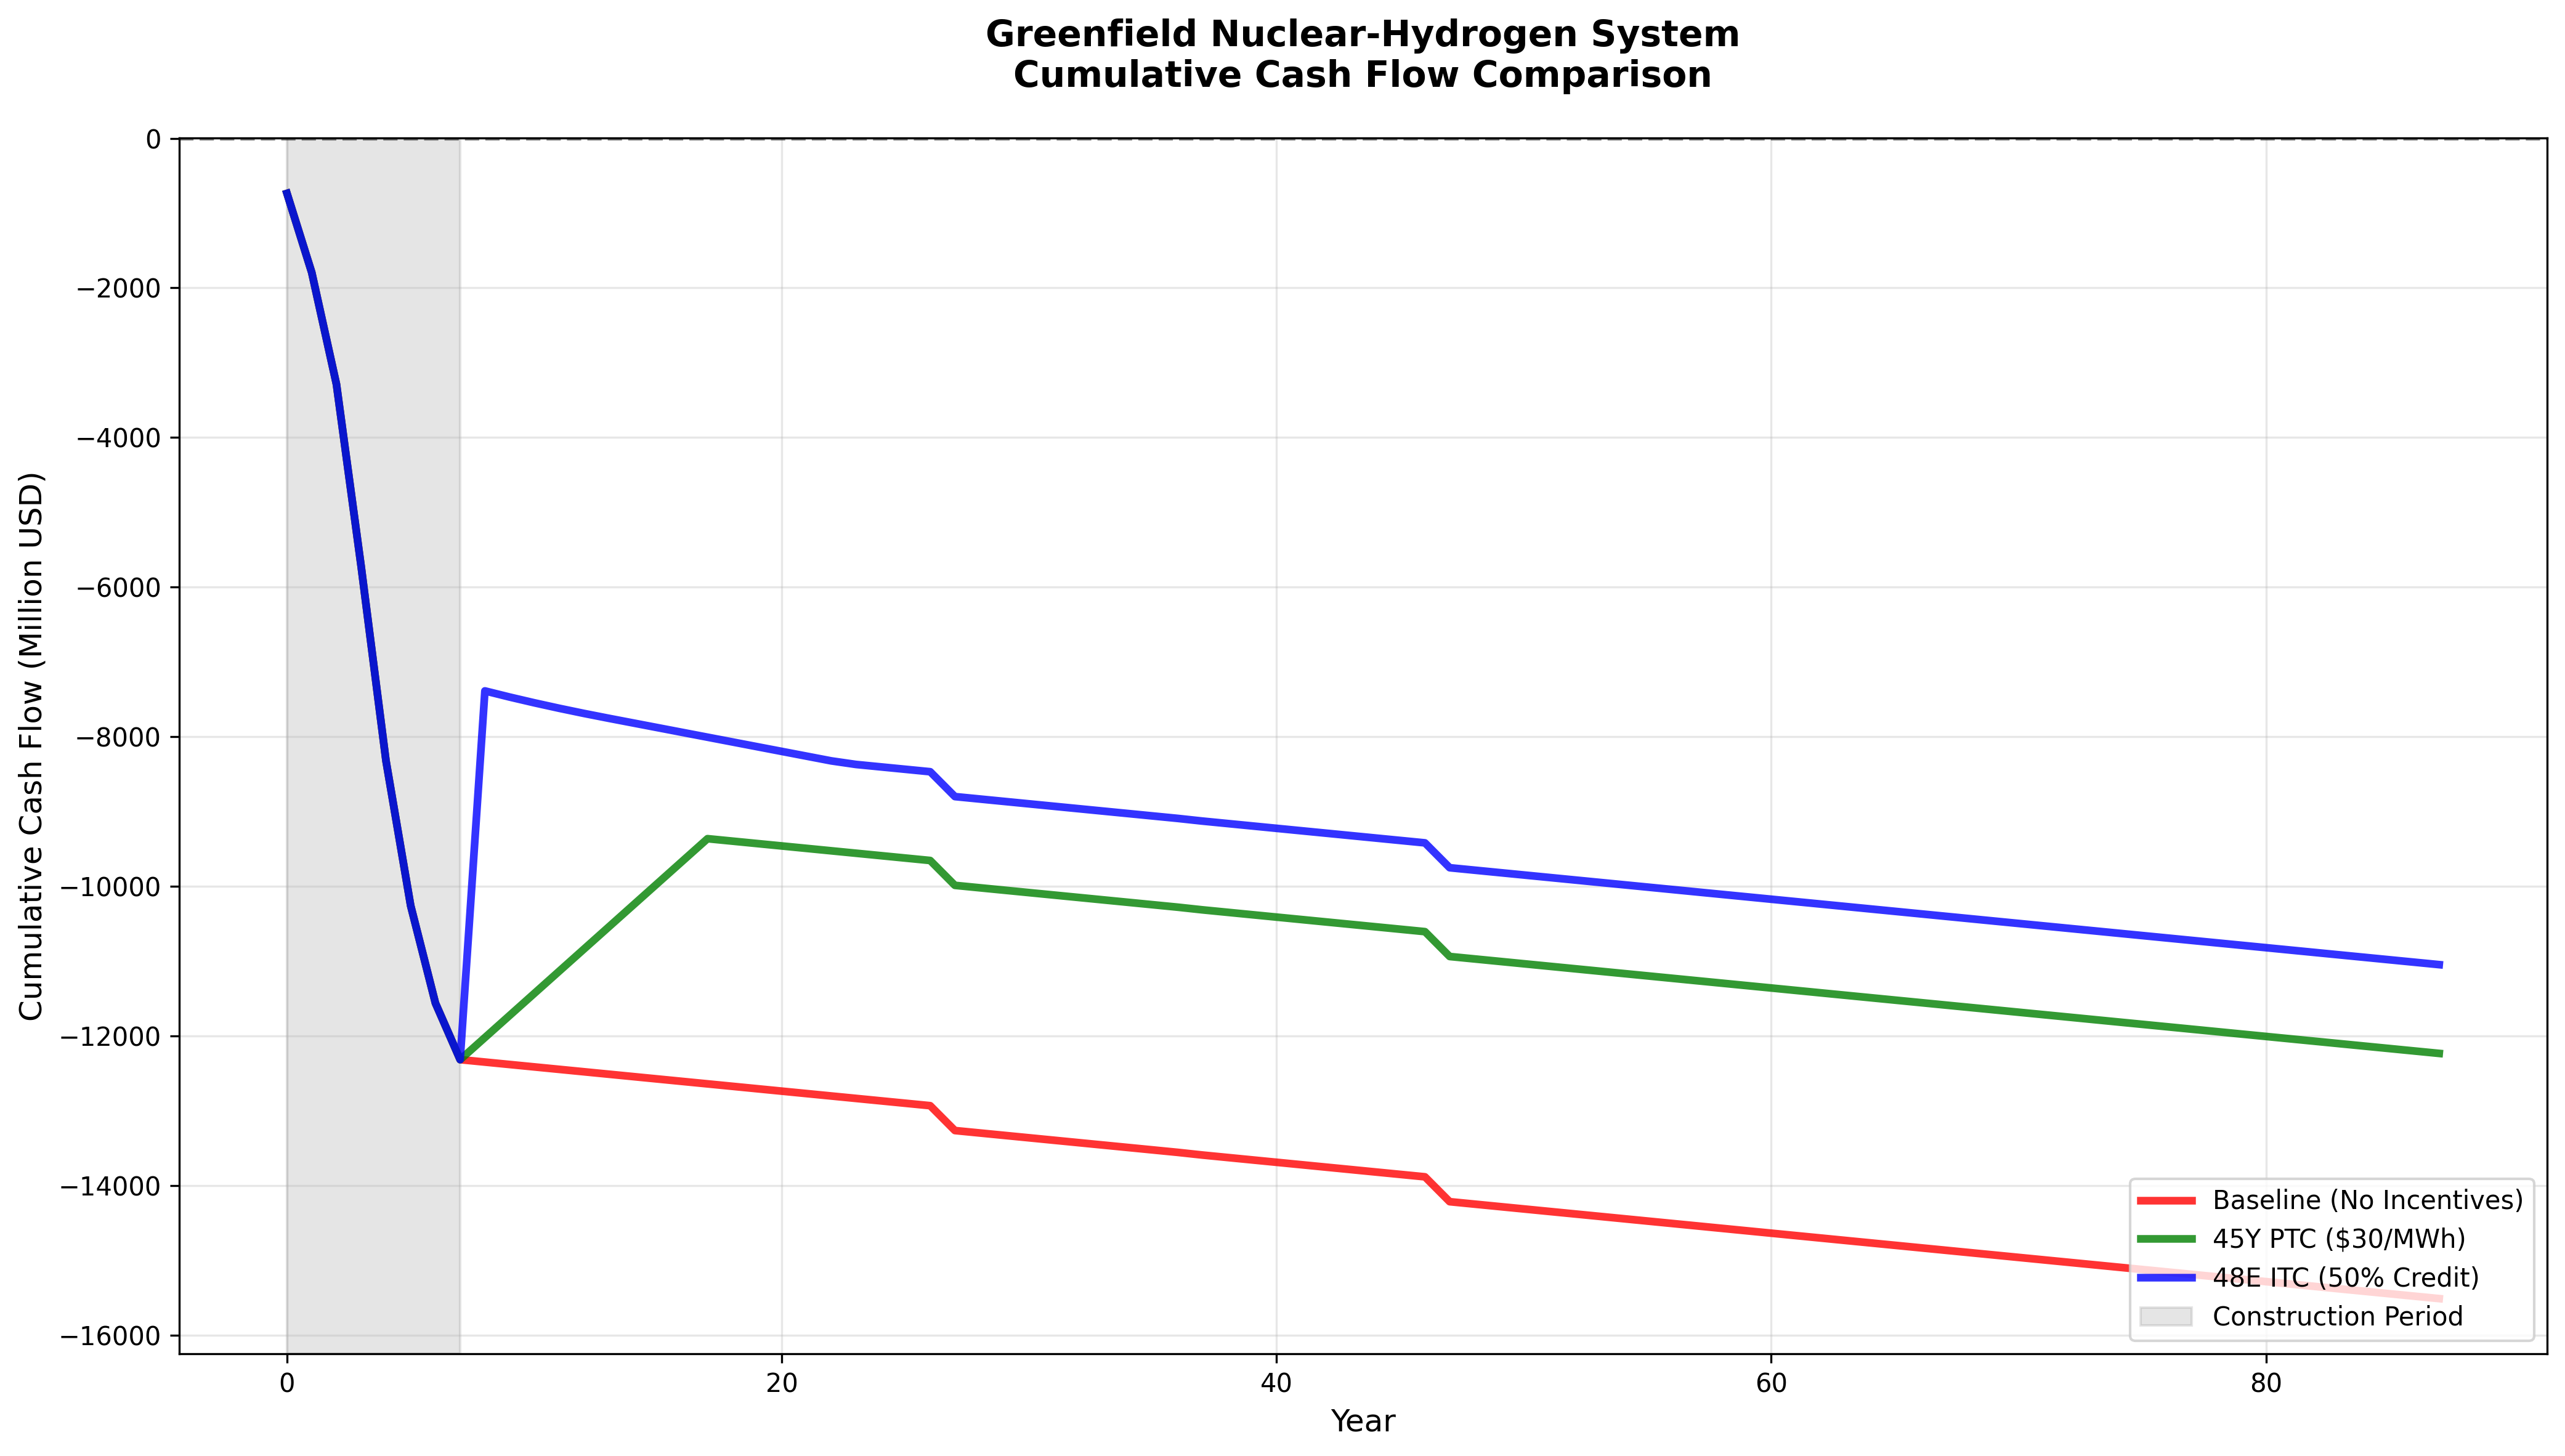 Greenfield Nuclear-Hydrogen System
Cumulative Cash Flow Comparison
Cumulative Cash Flow (Million USD)
0
−2000
−4000
−6000
−8000
−10000
−12000
−14000
−16000
0
20
40
60
80
Year
Baseline (No Incentives)
45Y PTC ($30/MWh)
48E ITC (50% Credit)
Construction Period